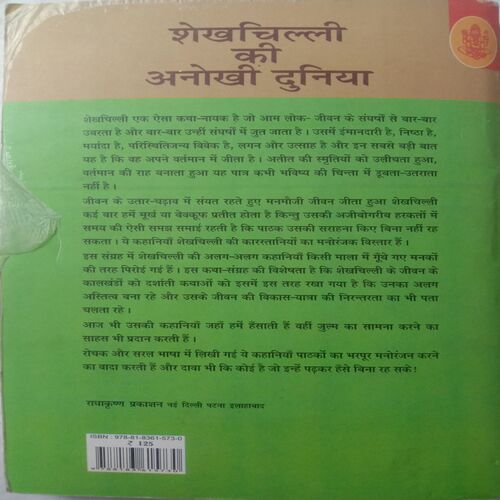 शेखचिल्ली
की
अनोखी दुनिया
शेखचिल्ली एक ऐसा कथा-नायक है जो आम लोक- जीवन के संघर्षों से बार-बार
उबरता है और बार-बार उन्हीं संघर्षों में जुत जाता है । उसमें ईमानदारी है, निष्ठा है,
मर्यादा है, परिस्थितिजन्य विवेक है, लगन और उत्साह है और इन सबसे बड़ी बात
यह है कि वह अपने वर्तमान में जीता है । अतीत की स्मृतियों को उलीचता हुआ,
वर्तमान की राह बनाता हुआ यह पात्र कभी भविष्य की चिन्ता में डूबता-उतराता
नहीं है ।
जीवन के उतार-चढ़ाव में संयत रहते हुए मनमौजी जीवन जीता हुआ शेखचिल्ली
कई बार हमें मूर्ख या बेवकूफ प्रतीत होता है किन्तु उसकी अजीबोगरीब हरकतों में
समय की ऐसी समझ समाई रहती है कि पाठक उसकी सराहना किए बिना नहीं रह
सकता । ये कहानियाँ शेखचिल्ली की कारस्तानियों का मनोरंजक विस्तार हैं ।
इस संग्रह में शेखचिल्ली की अलग-अलग कहानियाँ किसी माला में गूँथे गए मनकों
की तरह पिरोई गई हैं । इस कथा-संग्रह की विशेषता है कि शेखचिल्ली के जीवन के
कालखंडों को दर्शाती कथाओं को इसमें इस तरह रखा गया है कि उनका अलग
अस्तित्व बना रहे और उसके जीवन की विकास-यात्रा की निरन्तरता का भी पता
चलता रहे ।
आज भी उसकी कहानियाँ जहाँ हमें हँसाती हैं वहीं जुल्म का सामना करने का
साहस भी प्रदान करती हैं ।
रोचक और सरल भाषा में लिखी गई ये कहानियाँ पाठकों का भरपूर मनोरंजन करने
का वादा करती हैं और दावा भी कि कोई है जो इन्हें पढ़कर हँसे बिना रह सके!
राधाकृष्ण प्रकाशन नई दिल्ली पटना इलाहाबाद
ISBN : 978-81-8361-573-0
₹ 125
9788183615730